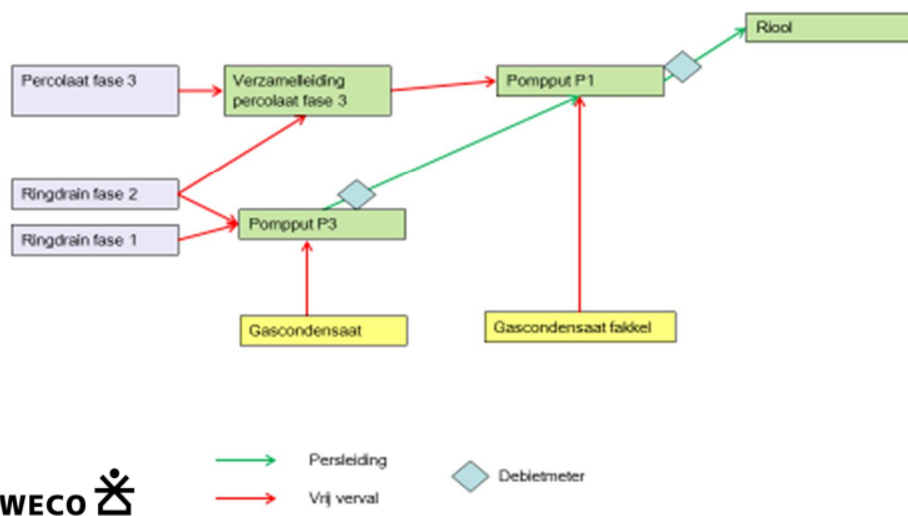 Riool
Percolaat fase 3
Verzamelleiding
percolaat fase 3
Pompput P1
Ringdrain fase 2
Pompput P3
Ringdrain fase 1
Gascondensaat
Gascondensaat fakkel
Persleiding
Debietmeter
Vrij verval
WECO